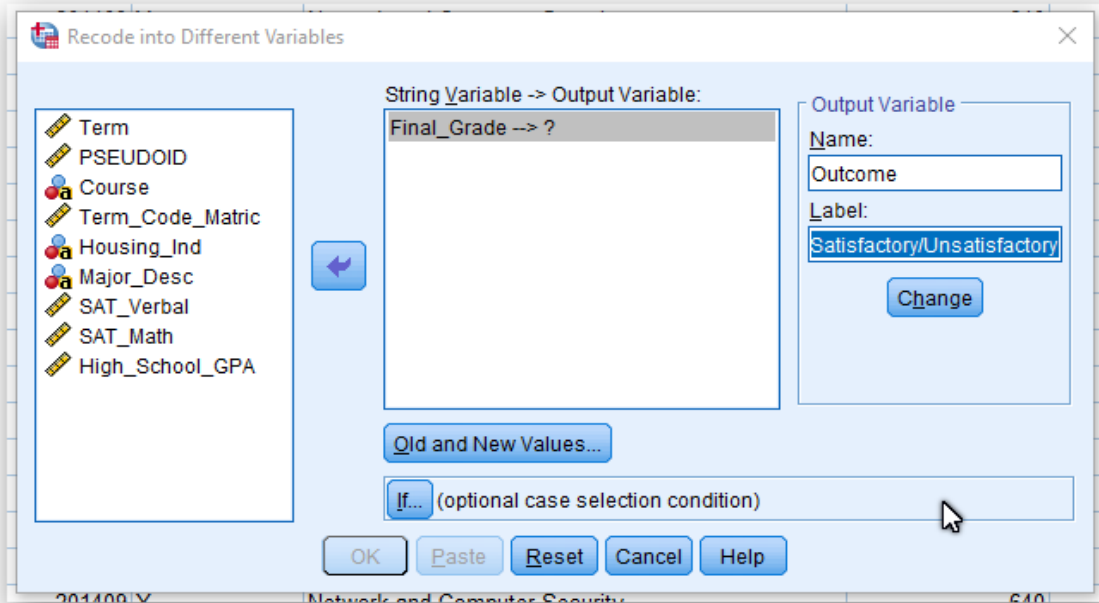 Recode into Different Variables
Term
PSEUDOID
Course
Term_Code_Matric
Housing_Ind
Major_Desc
SAT_Verbal
SAT_Math
High_School_GPA
String Variable -> Output Variable:
Final_Grade --> ?
Output Variable
Name:
Outcome
Label:
Satisfactory/Unsatisfactory
Change
Old and New Values...
If... (optional case selection condition)
OK Paste Reset Cancel Help
201409 Y Network and Computer Security 640